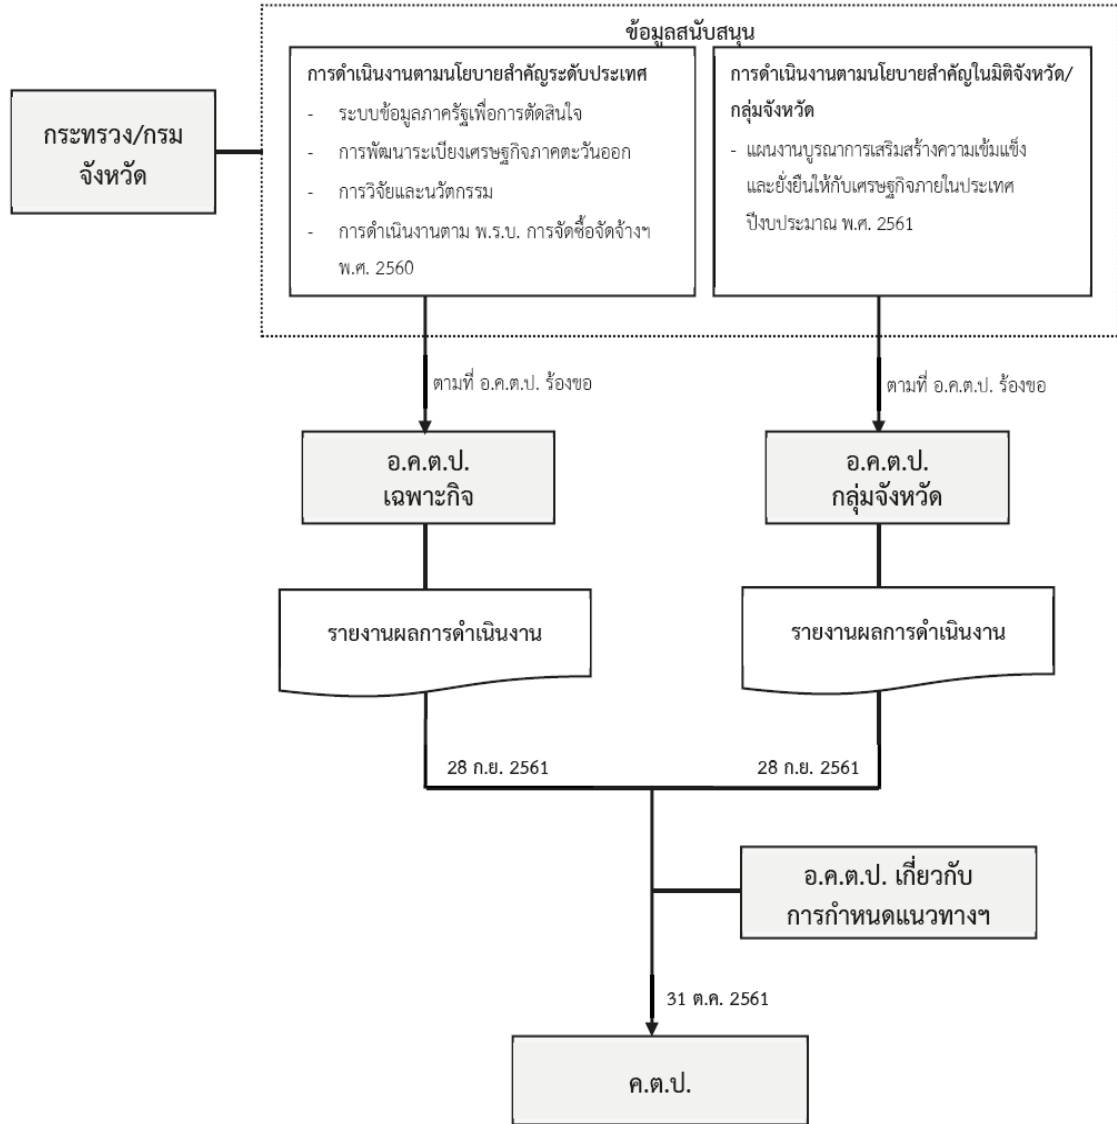 ข้อมูลสนับสนุน
กระทรวง/กรม
จังหวัด
การดำเนินงานตามนโยบายสำคัญระดับประเทศ
- ระบบข้อมูลภาครัฐเพื่อการตัดสินใจ
- การพัฒนาระเบียงเศรษฐกิจภาคตะวันออก
- การวิจัยและนวัตกรรม
- การดำเนินงานตาม พ.ร.บ. การจัดซื้อจัดจ้างฯ
พ.ศ. 2560
การดำเนินงานตามนโยบายสำคัญในมิติจังหวัด/
กลุ่มจังหวัด
- แผนงานบูรณาการเสริมสร้างความเข้มแข็ง
และยั่งยืนให้กับเศรษฐกิจภายในประเทศ
ปีงบประมาณ พ.ศ. 2561
ตามที่ อ.ค.ต.ป. ร้องขอ
ตามที่ อ.ค.ต.ป. ร้องขอ
อ.ค.ต.ป.
เฉพาะกิจ
อ.ค.ต.ป.
กลุ่มจังหวัด
รายงานผลการดำเนินงาน
รายงานผลการดำเนินงาน
28 ก.ย. 2561
28 ก.ย. 2561
อ.ค.ต.ป. เกี่ยวกับ
การกำหนดแนวทางฯ
31 ต.ค. 2561
ค.ต.ป.